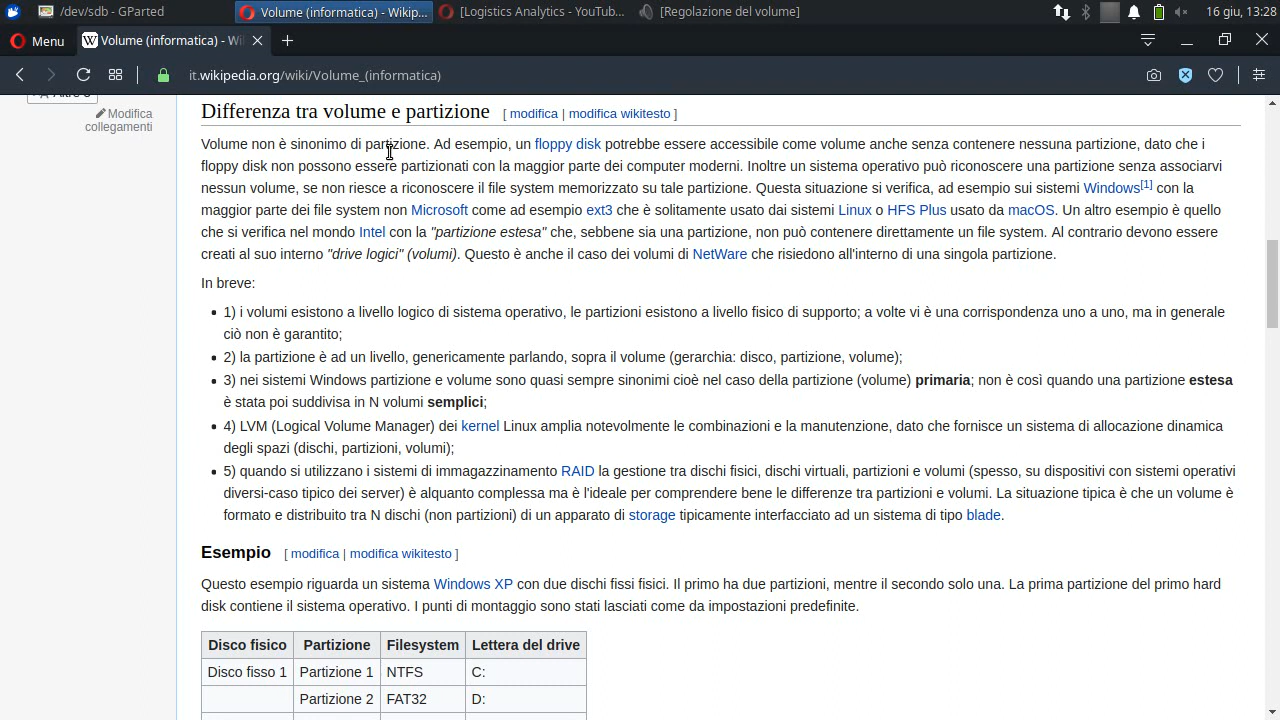 /dev/sdb - GParted
Volume (informatica) - Wikip...
[Logistics Analytics - YouTub...
[Regolazione del volume]
16 giu, 13:28
Menu
Volume (informatica) - Wi
it.wikipedia.org/wiki/Volume_(informatica)
Modifica
collegamenti
Differenza tra volume e partizione [ modifica | modifica wikitesto ]
Volume non è sinonimo di partizione. Ad esempio, un floppy disk potrebbe essere accessibile come volume anche senza contenere nessuna partizione, dato che i
floppy disk non possono essere partizionati con la maggior parte dei computer moderni. Inoltre un sistema operativo può riconoscere una partizione senza associarvi
nessun volume, se non riesce a riconoscere il file system memorizzato su tale partizione. Questa situazione si verifica, ad esempio sui sistemi Windows[1] con la
maggior parte dei file system non Microsoft come ad esempio ext3 che è solitamente usato dai sistemi Linux o HFS Plus usato da macOS. Un altro esempio è quello
che si verifica nel mondo Intel con la "partizione estesa" che, sebbene sia una partizione, non può contenere direttamente un file system. Al contrario devono essere
creati al suo interno "drive logici" (volumi). Questo è anche il caso dei volumi di NetWare che risiedono all'interno di una singola partizione.
In breve:
1) i volumi esistono a livello logico di sistema operativo, le partizioni esistono a livello fisico di supporto; a volte vi è una corrispondenza uno a uno, ma in generale
ciò non è garantito;
2) la partizione è ad un livello, genericamente parlando, sopra il volume (gerarchia: disco, partizione, volume);
3) nei sistemi Windows partizione e volume sono quasi sempre sinonimi cioè nel caso della partizione (volume) primaria; non è così quando una partizione estesa
è stata poi suddivisa in N volumi semplici;
4) LVM (Logical Volume Manager) dei kernel Linux amplia notevolmente le combinazioni e la manutenzione, dato che fornisce un sistema di allocazione dinamica
degli spazi (dischi, partizioni, volumi);
5) quando si utilizzano i sistemi di immagazzinamento RAID la gestione tra dischi fisici, dischi virtuali, partizioni e volumi (spesso, su dispositivi con sistemi operativi
diversi-caso tipico dei server) è alquanto complessa ma è l'ideale per comprendere bene le differenze tra partizioni e volumi. La situazione tipica è che un volume è
formato e distribuito tra N dischi (non partizioni) di un apparato di storage tipicamente interfacciato ad un sistema di tipo blade.
Esempio [ modifica | modifica wikitesto ]
Questo esempio riguarda un sistema Windows XP con due dischi fissi fisici. Il primo ha due partizioni, mentre il secondo solo una. La prima partizione del primo hard
disk contiene il sistema operativo. I punti di montaggio sono stati lasciati come da impostazioni predefinite.
Disco fisico Partizione Filesystem Lettera del drive
Disco fisso 1 Partizione 1 NTFS C:
Partizione 2 FAT32 D: